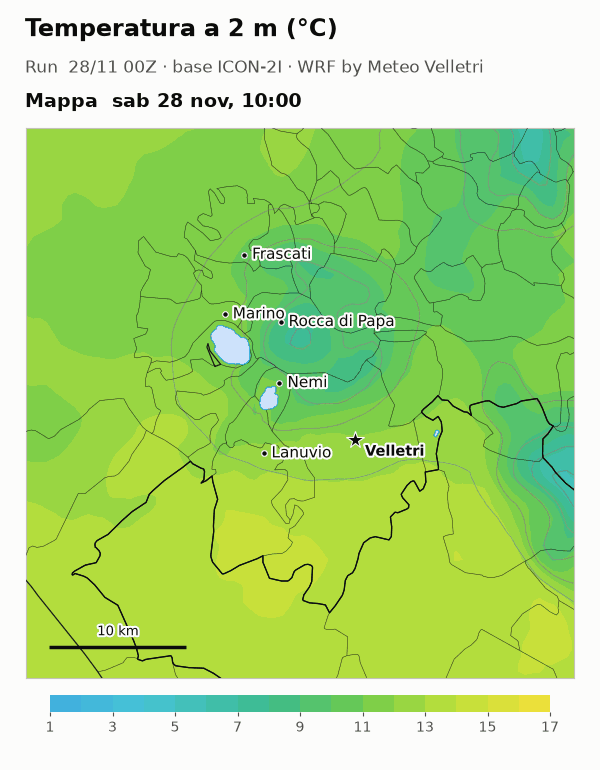 Temperatura a 2 m (°C)
Run  28/11 00Z · base ICON-2I · WRF by Meteo Velletri
Mappa  sab 28 nov, 10:00
Frascati
Marino
Rocca di Papa
Nemi
Velletri
Lanuvio
10 km
1 3 5 7 9 11 13 15 17